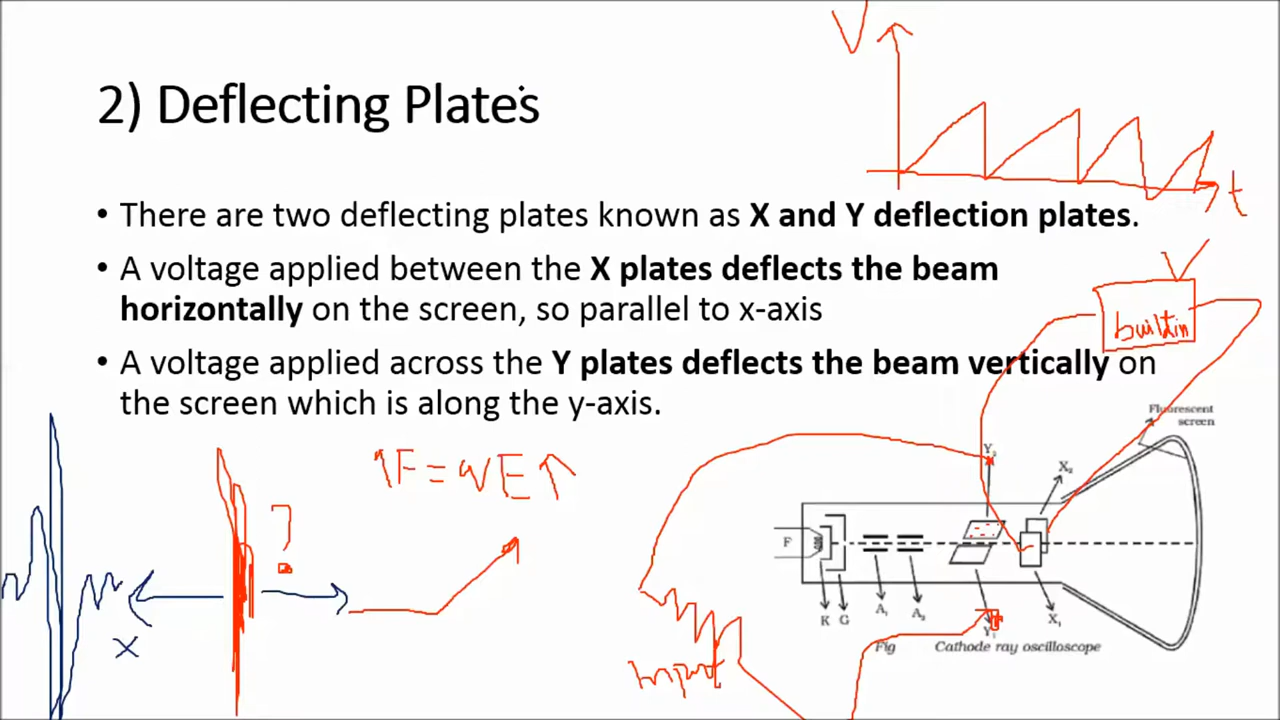 V
2) Deflecting Plates
t
• There are two deflecting plates known as X and Y deflection plates.
• A voltage applied between the X plates deflects the beam
horizontally on the screen, so parallel to x-axis
V
built in
• A voltage applied across the Y plates deflects the beam vertically on
the screen which is along the y-axis.
Fluorescent
screen
↑F = qE↑
?
X₂
F
X
K G A₁ A₂ Y₁ X₁
Input
Fig Cathode ray oscilloscope